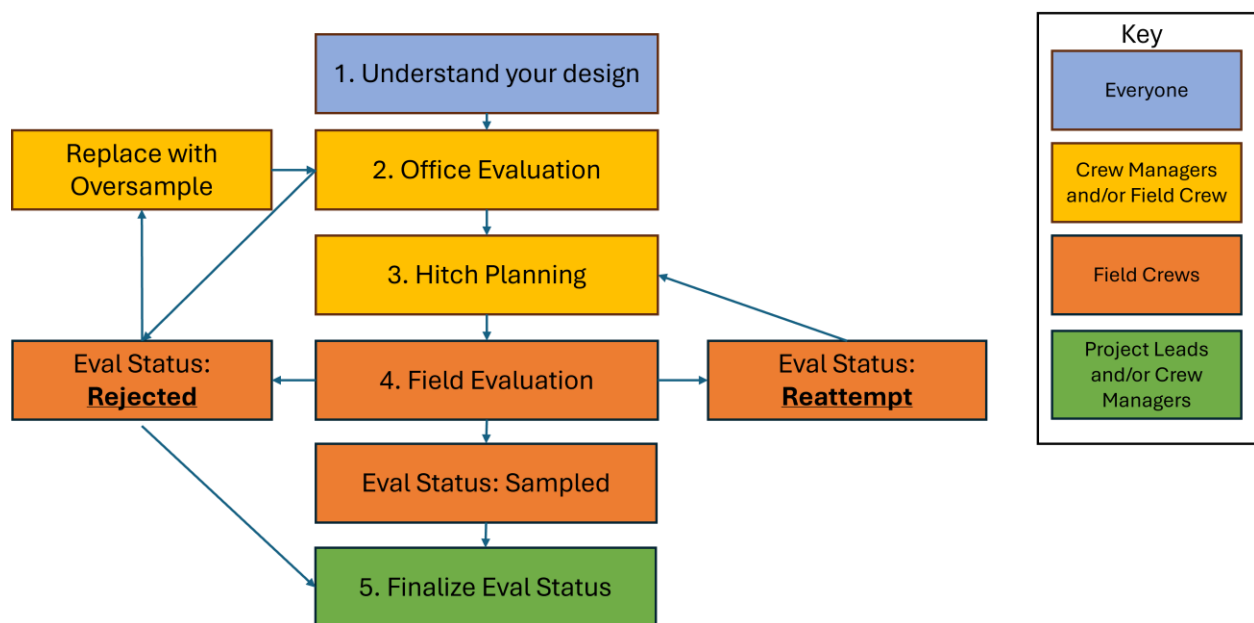 1. Understand your design
Replace with
Oversample
2. Office Evaluation
3. Hitch Planning
Eval Status:
Rejected
4. Field Evaluation
Eval Status:
Reattempt
Eval Status: Sampled
5. Finalize Eval Status
Key
Everyone
Crew Managers
and/or Field Crew
Field Crews
Project Leads
and/or Crew
Managers